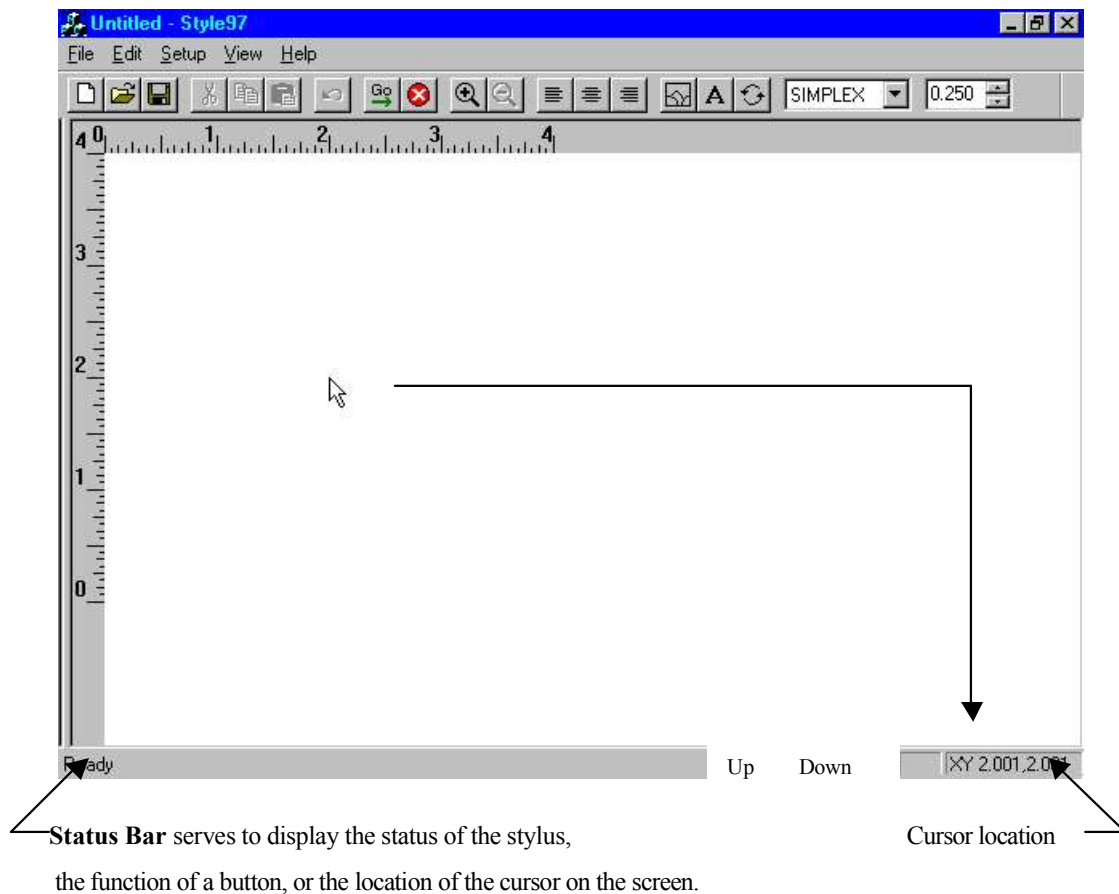 Untitled - Style97
File Edit Setup View Help
Go A SIMPLEX 0.250
0 1 2 3 4
4
3
2
1
0
Ready Up Down XY 2.001,2.001
Status Bar serves to display the status of the stylus, Cursor location
the function of a button, or the location of the cursor on the screen.